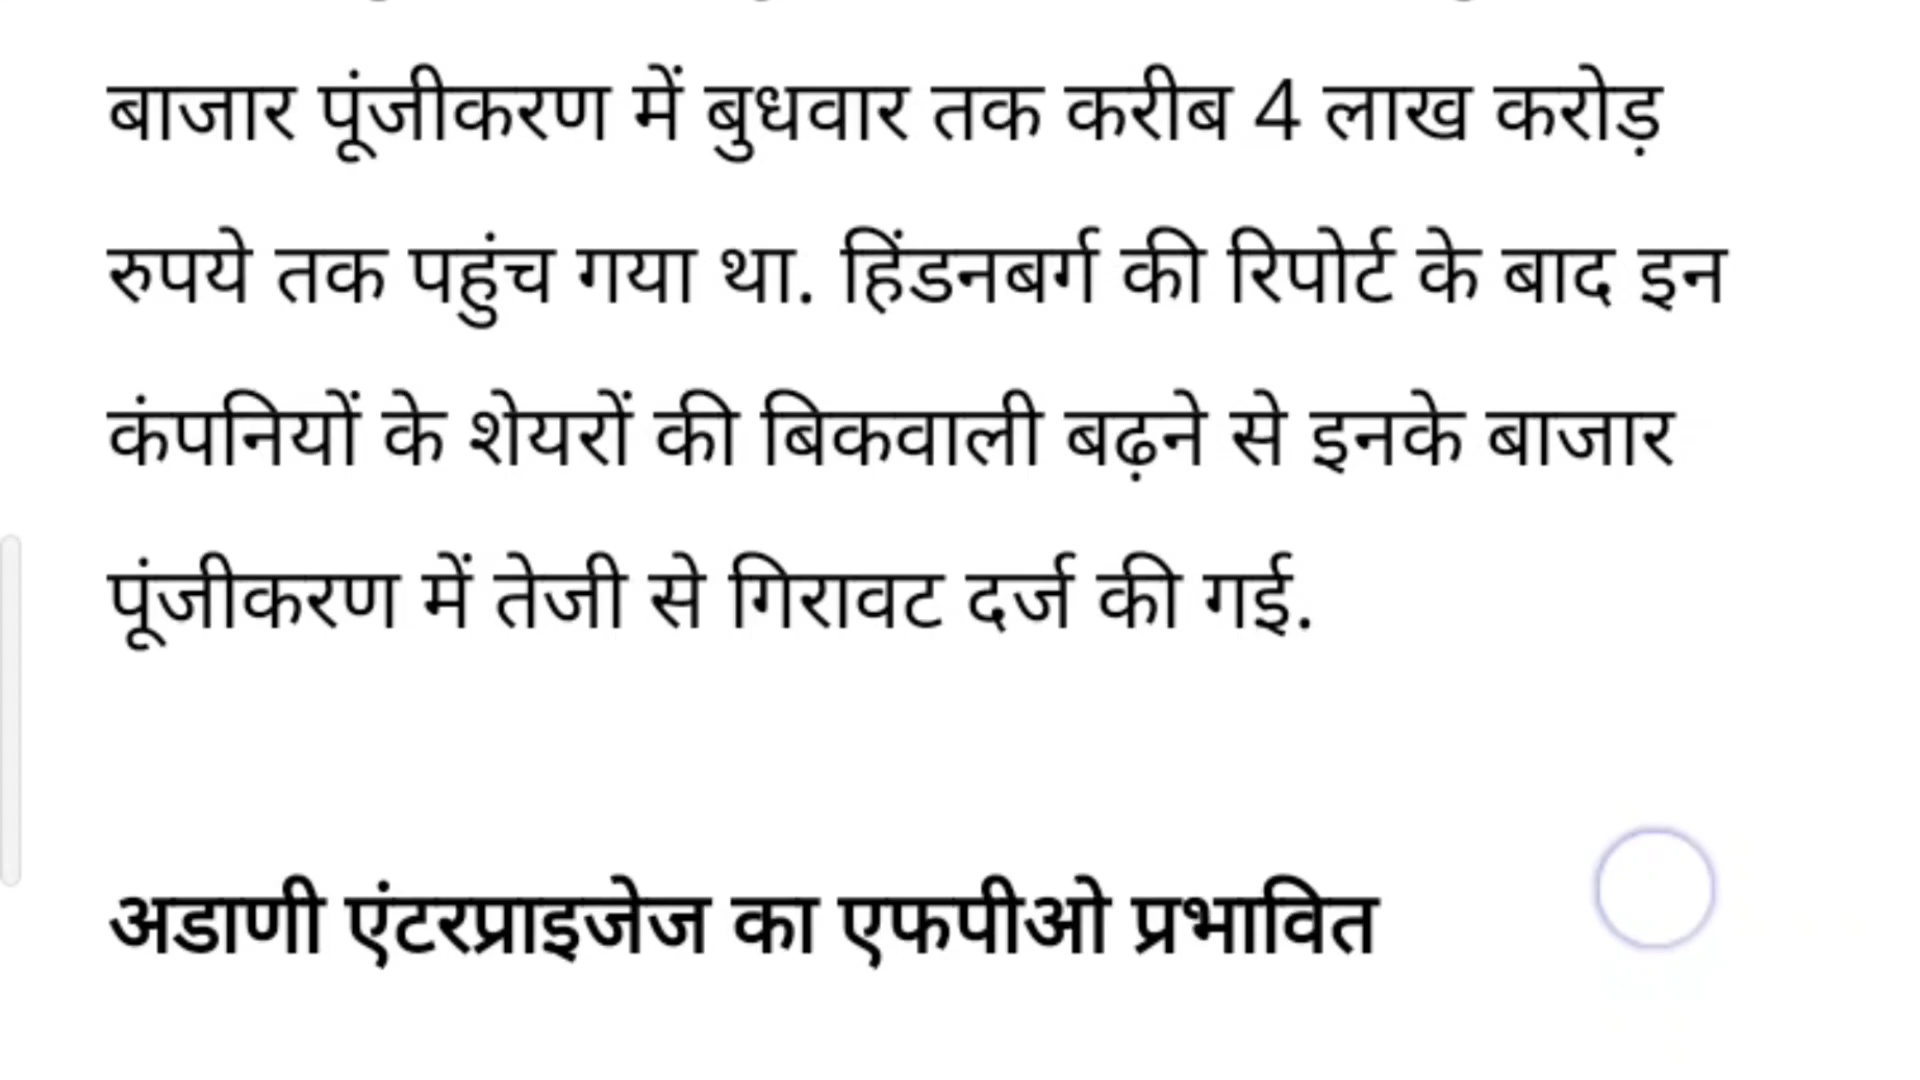 बाजार पूंजीकरण में बुधवार तक करीब 4 लाख करोड़
रुपये तक पहुंच गया था. हिंडनबर्ग की रिपोर्ट के बाद इन
कंपनियों के शेयरों की बिकवाली बढ़ने से इनके बाजार
पूंजीकरण में तेजी से गिरावट दर्ज की गई.
अडाणी एंटरप्राइजेज का एफपीओ प्रभावित